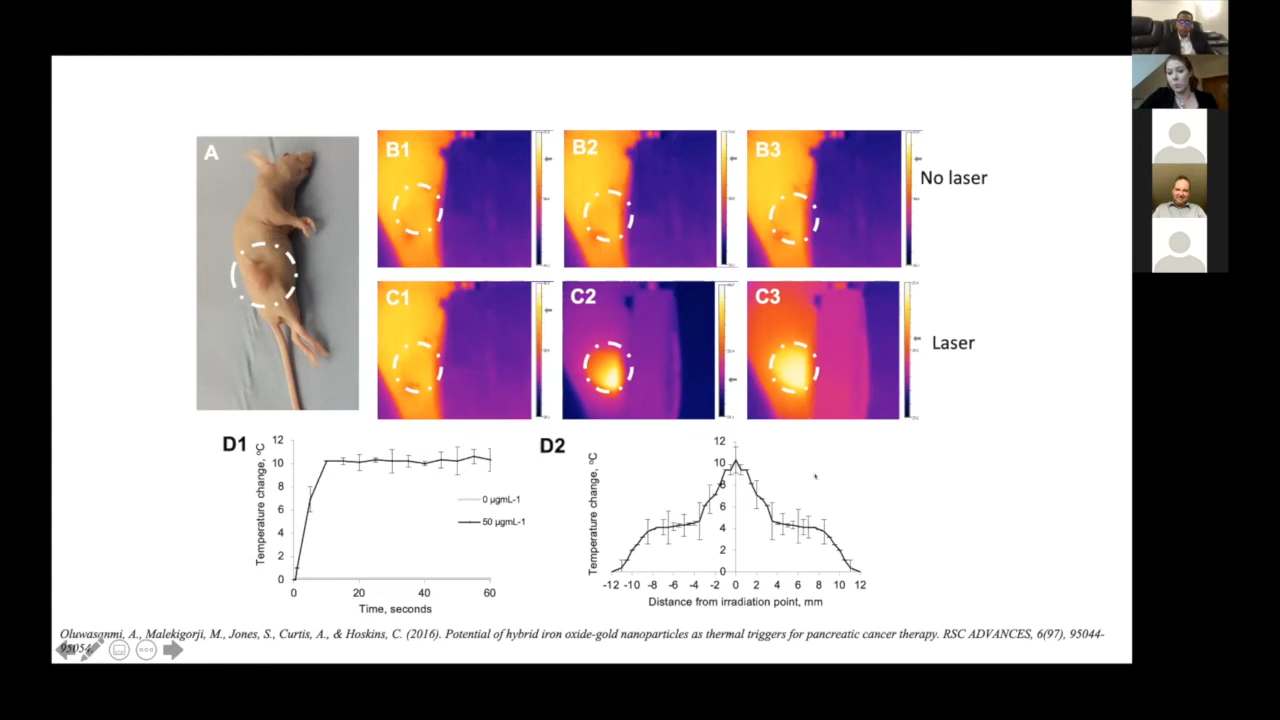 A
B1
B2
B3
No laser
C1
C2
C3
Laser
D1
Temperature change, ºC
12
10
8
6
4
2
0
0
20
40
60
Time, seconds
0 µgmL-1
50 µgmL-1
D2
Temperature change, ºC
12
10
8
6
4
2
0
-12 -10 -8 -6 -4 -2 0 2 4 6 8 10 12
Distance from irradiation point, mm
Oluwasanmi, A., Malekigorji, M., Jones, S., Curtis, A., & Hoskins, C. (2016). Potential of hybrid iron oxide-gold nanoparticles as thermal triggers for pancreatic cancer therapy. RSC ADVANCES, 6(97), 95044-
95054.